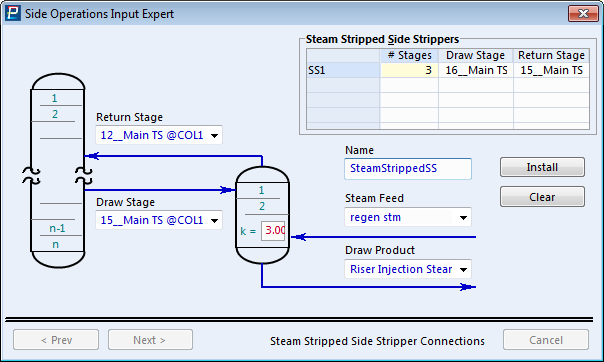 Side Operations Input Expert
Steam Stripped Side Strippers
# Stages Draw Stage Return Stage
SS1 3 16__Main TS 15__Main TS
1
2
n-1
n
Return Stage
12__Main TS @COL1
Draw Stage
15__Main TS @COL1
1
2
k = 3.00
Name
SteamStrippedSS
Steam Feed
regen stm
Draw Product
Riser Injection Stear
Install
Clear
< Prev
Next >
Steam Stripped Side Stripper Connections
Cancel